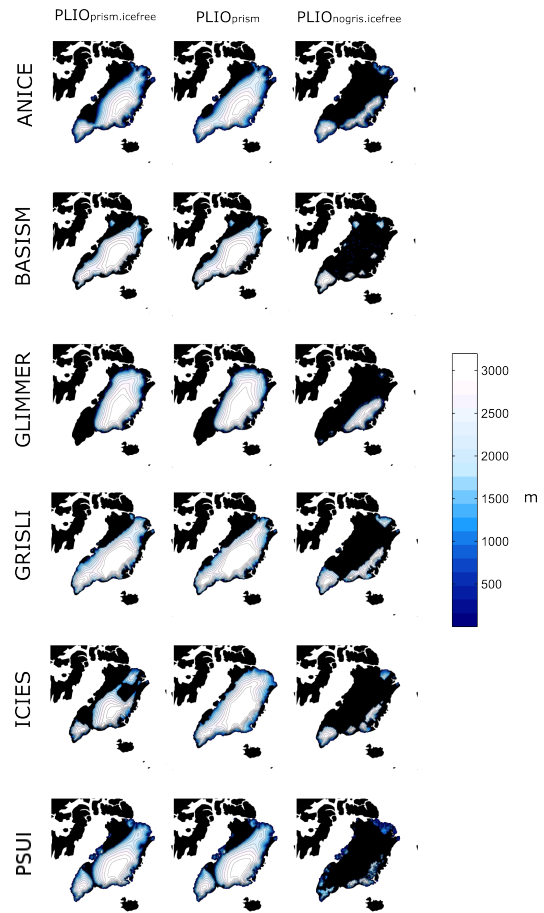 PLIOprism.icefree PLIOprism PLIOnogris.icefree
ANICE
BASISM
GLIMMER
GRISLI
ICIES
PSUI
3000
2500
2000
1500
1000
500
m